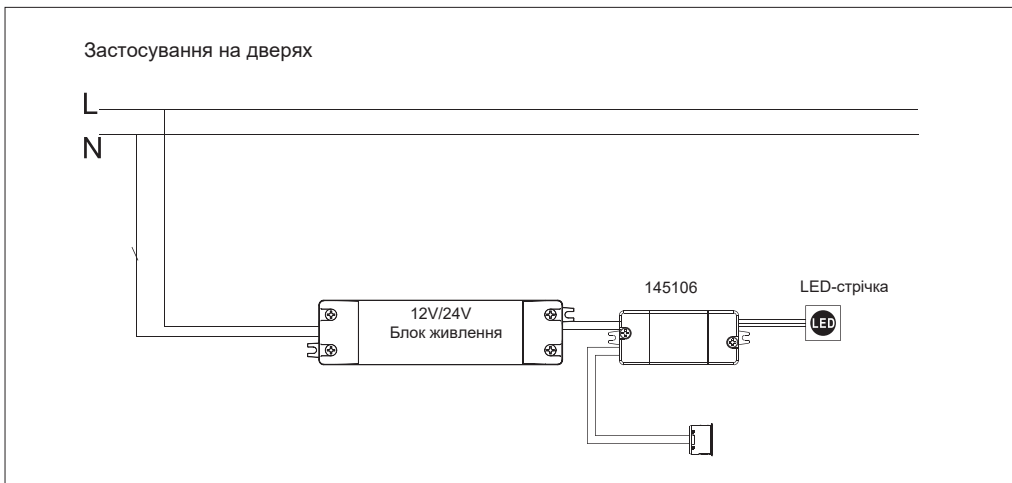 Застосування на дверях
L
N
145106
LED-стрічка
12V/24V
Блок живлення
LED